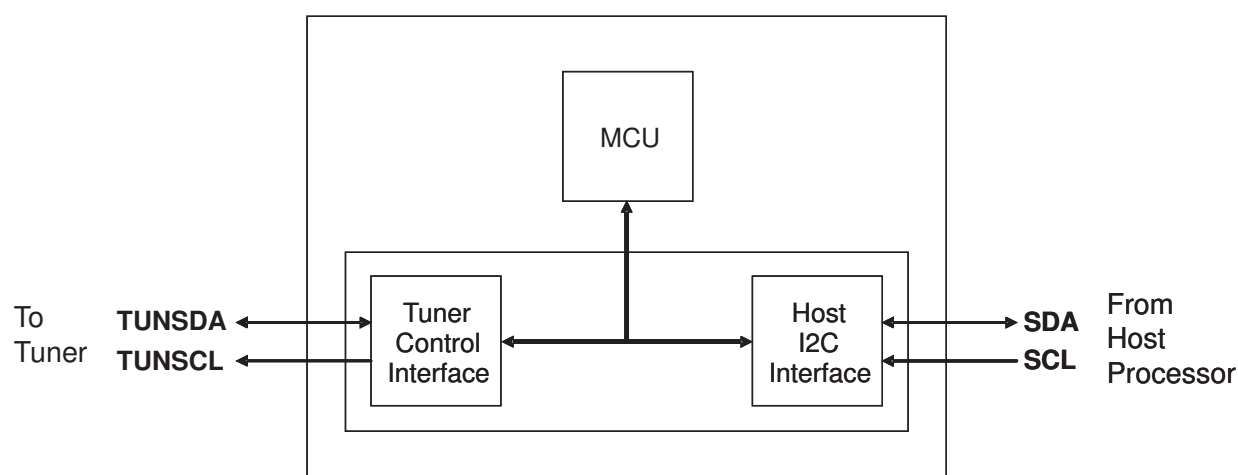 MCU
To
Tuner
TUNSDA
TUNSCL
Tuner
Control
Interface
Host
I2C
Interface
SDA
SCL
From
Host
Processor